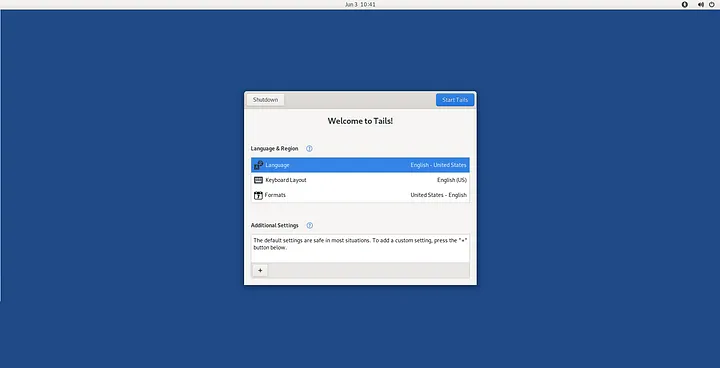 Jun 3 10:41
Shutdown
Start Tails
Welcome to Tails!
Language & Region
Language English - United States
Keyboard Layout English (US)
Formats United States - English
Additional Settings
The default settings are safe in most situations. To add a custom setting, press the "+"
button below.
+